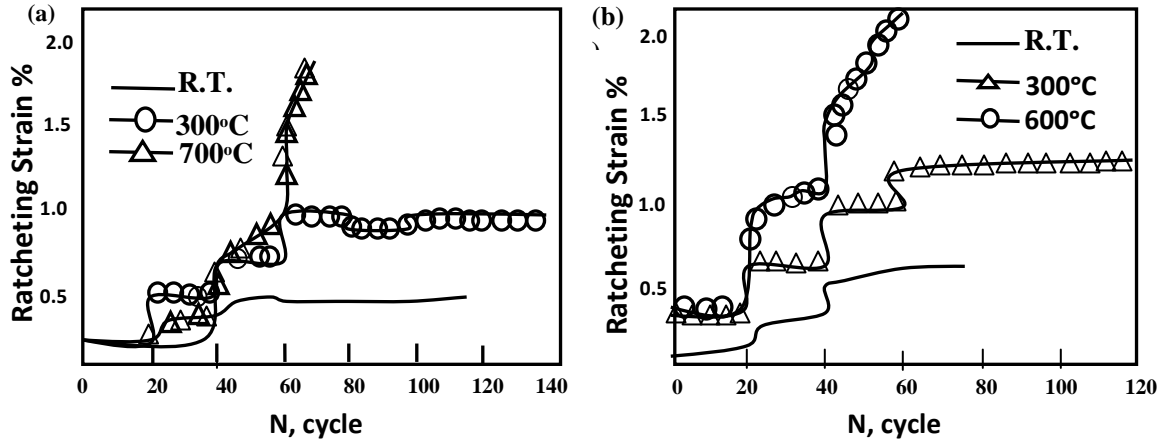 (a)
Ratcheting Strain %
2.0
1.5
1.0
0.5
R.T.
300°C
700°C
0 20 40 60 80 100 120 140
N, cycle
(b)
Ratcheting Strain %
2.0
1.5
1.0
0.5
R.T.
300°C
600°C
0 20 40 60 80 100 120
N, cycle